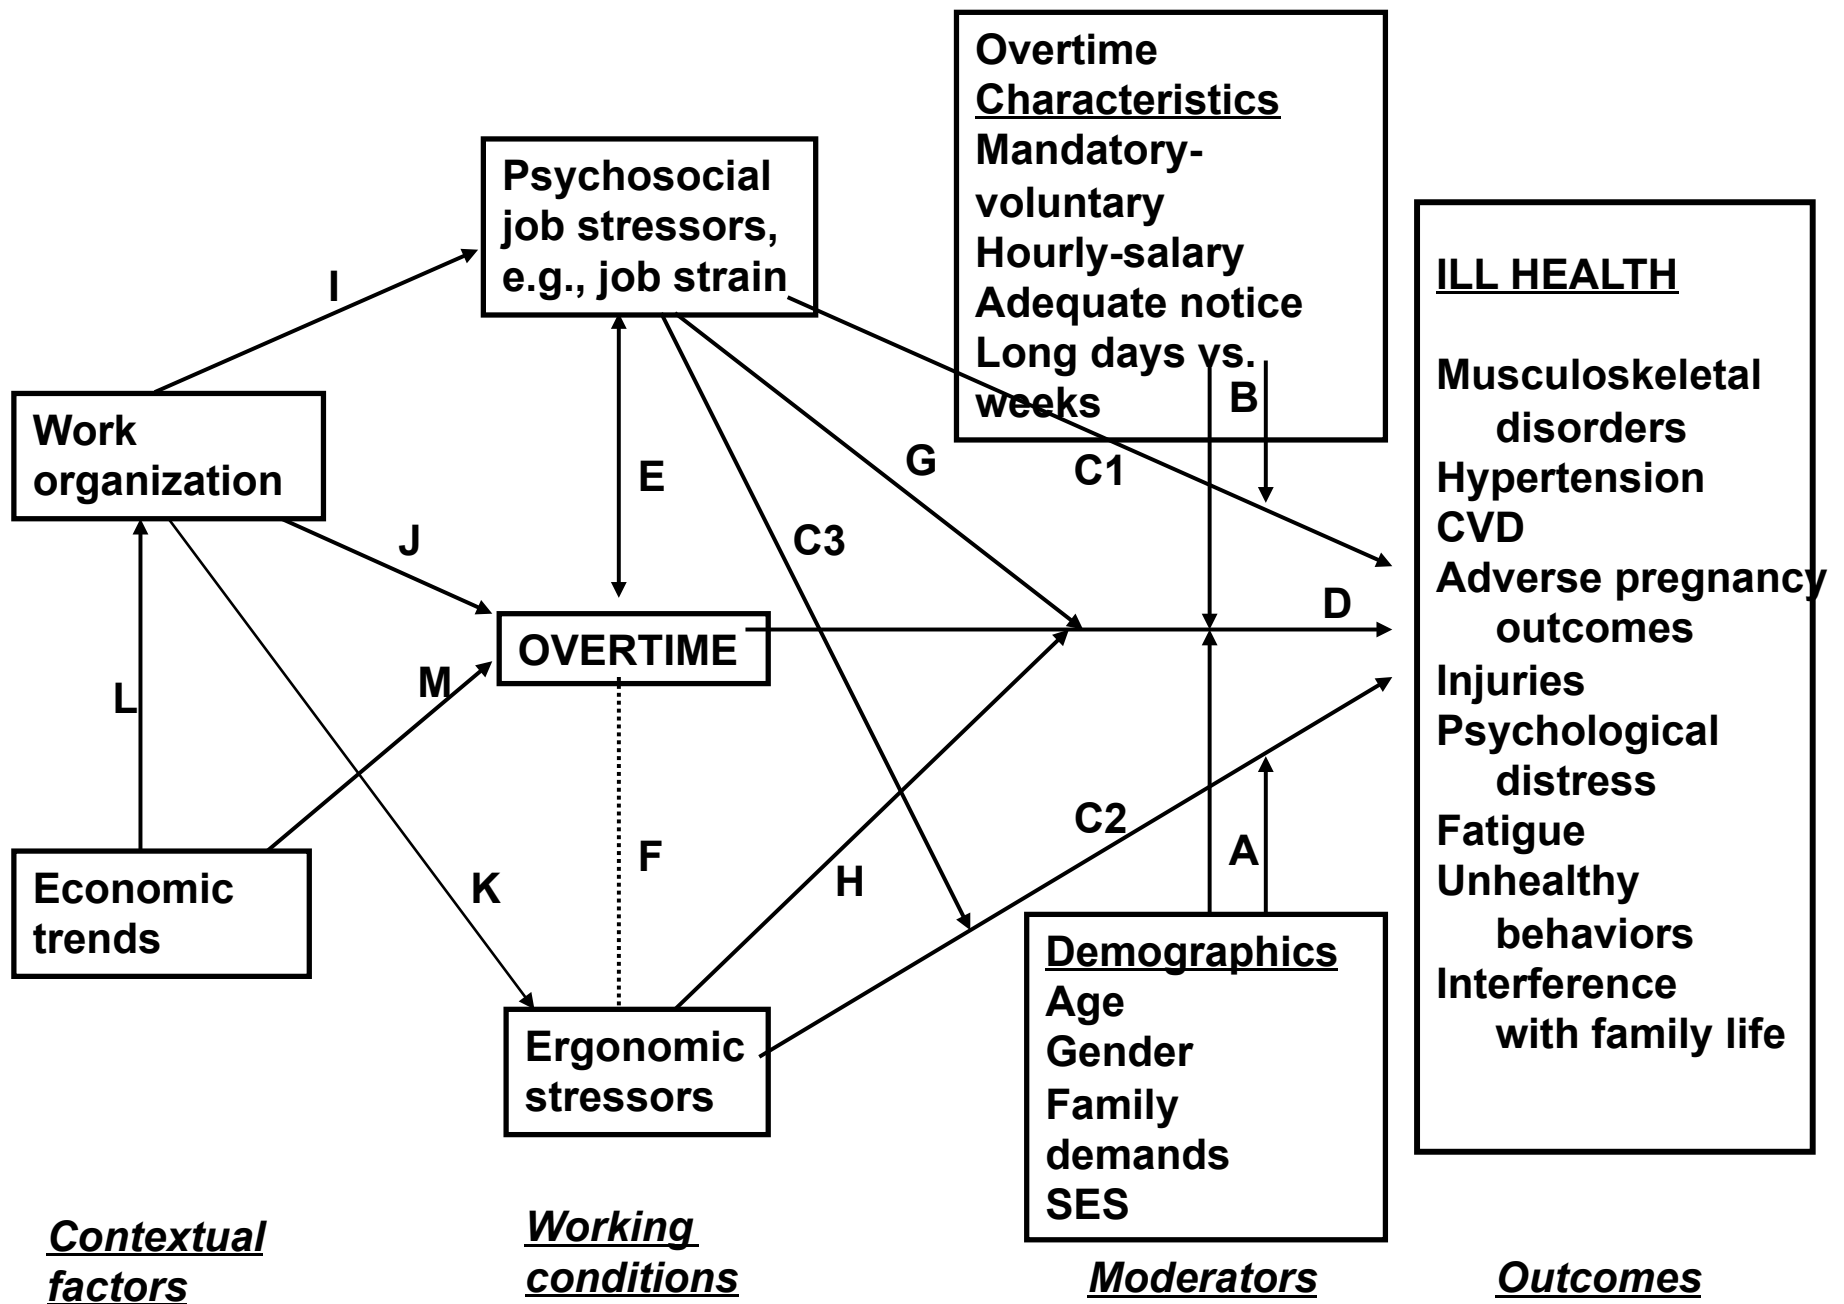 Overtime
Characteristics
Mandatory-
voluntary
Hourly-salary
Adequate notice
Long days vs.
weeks
B
Psychosocial
job stressors,
e.g., job strain
I
Work
organization
E
G
C1
C3
J
D
OVERTIME
M
L
F
K
H
C2
A
Economic
trends
Ergonomic
stressors
Demographics
Age
Gender
Family
demands
SES
ILL HEALTH
Musculoskeletal
disorders
Hypertension
CVD
Adverse pregnancy
outcomes
Injuries
Psychological
distress
Fatigue
Unhealthy
behaviors
Interference
with family life
Contextual
factors
Working
conditions
Moderators
Outcomes